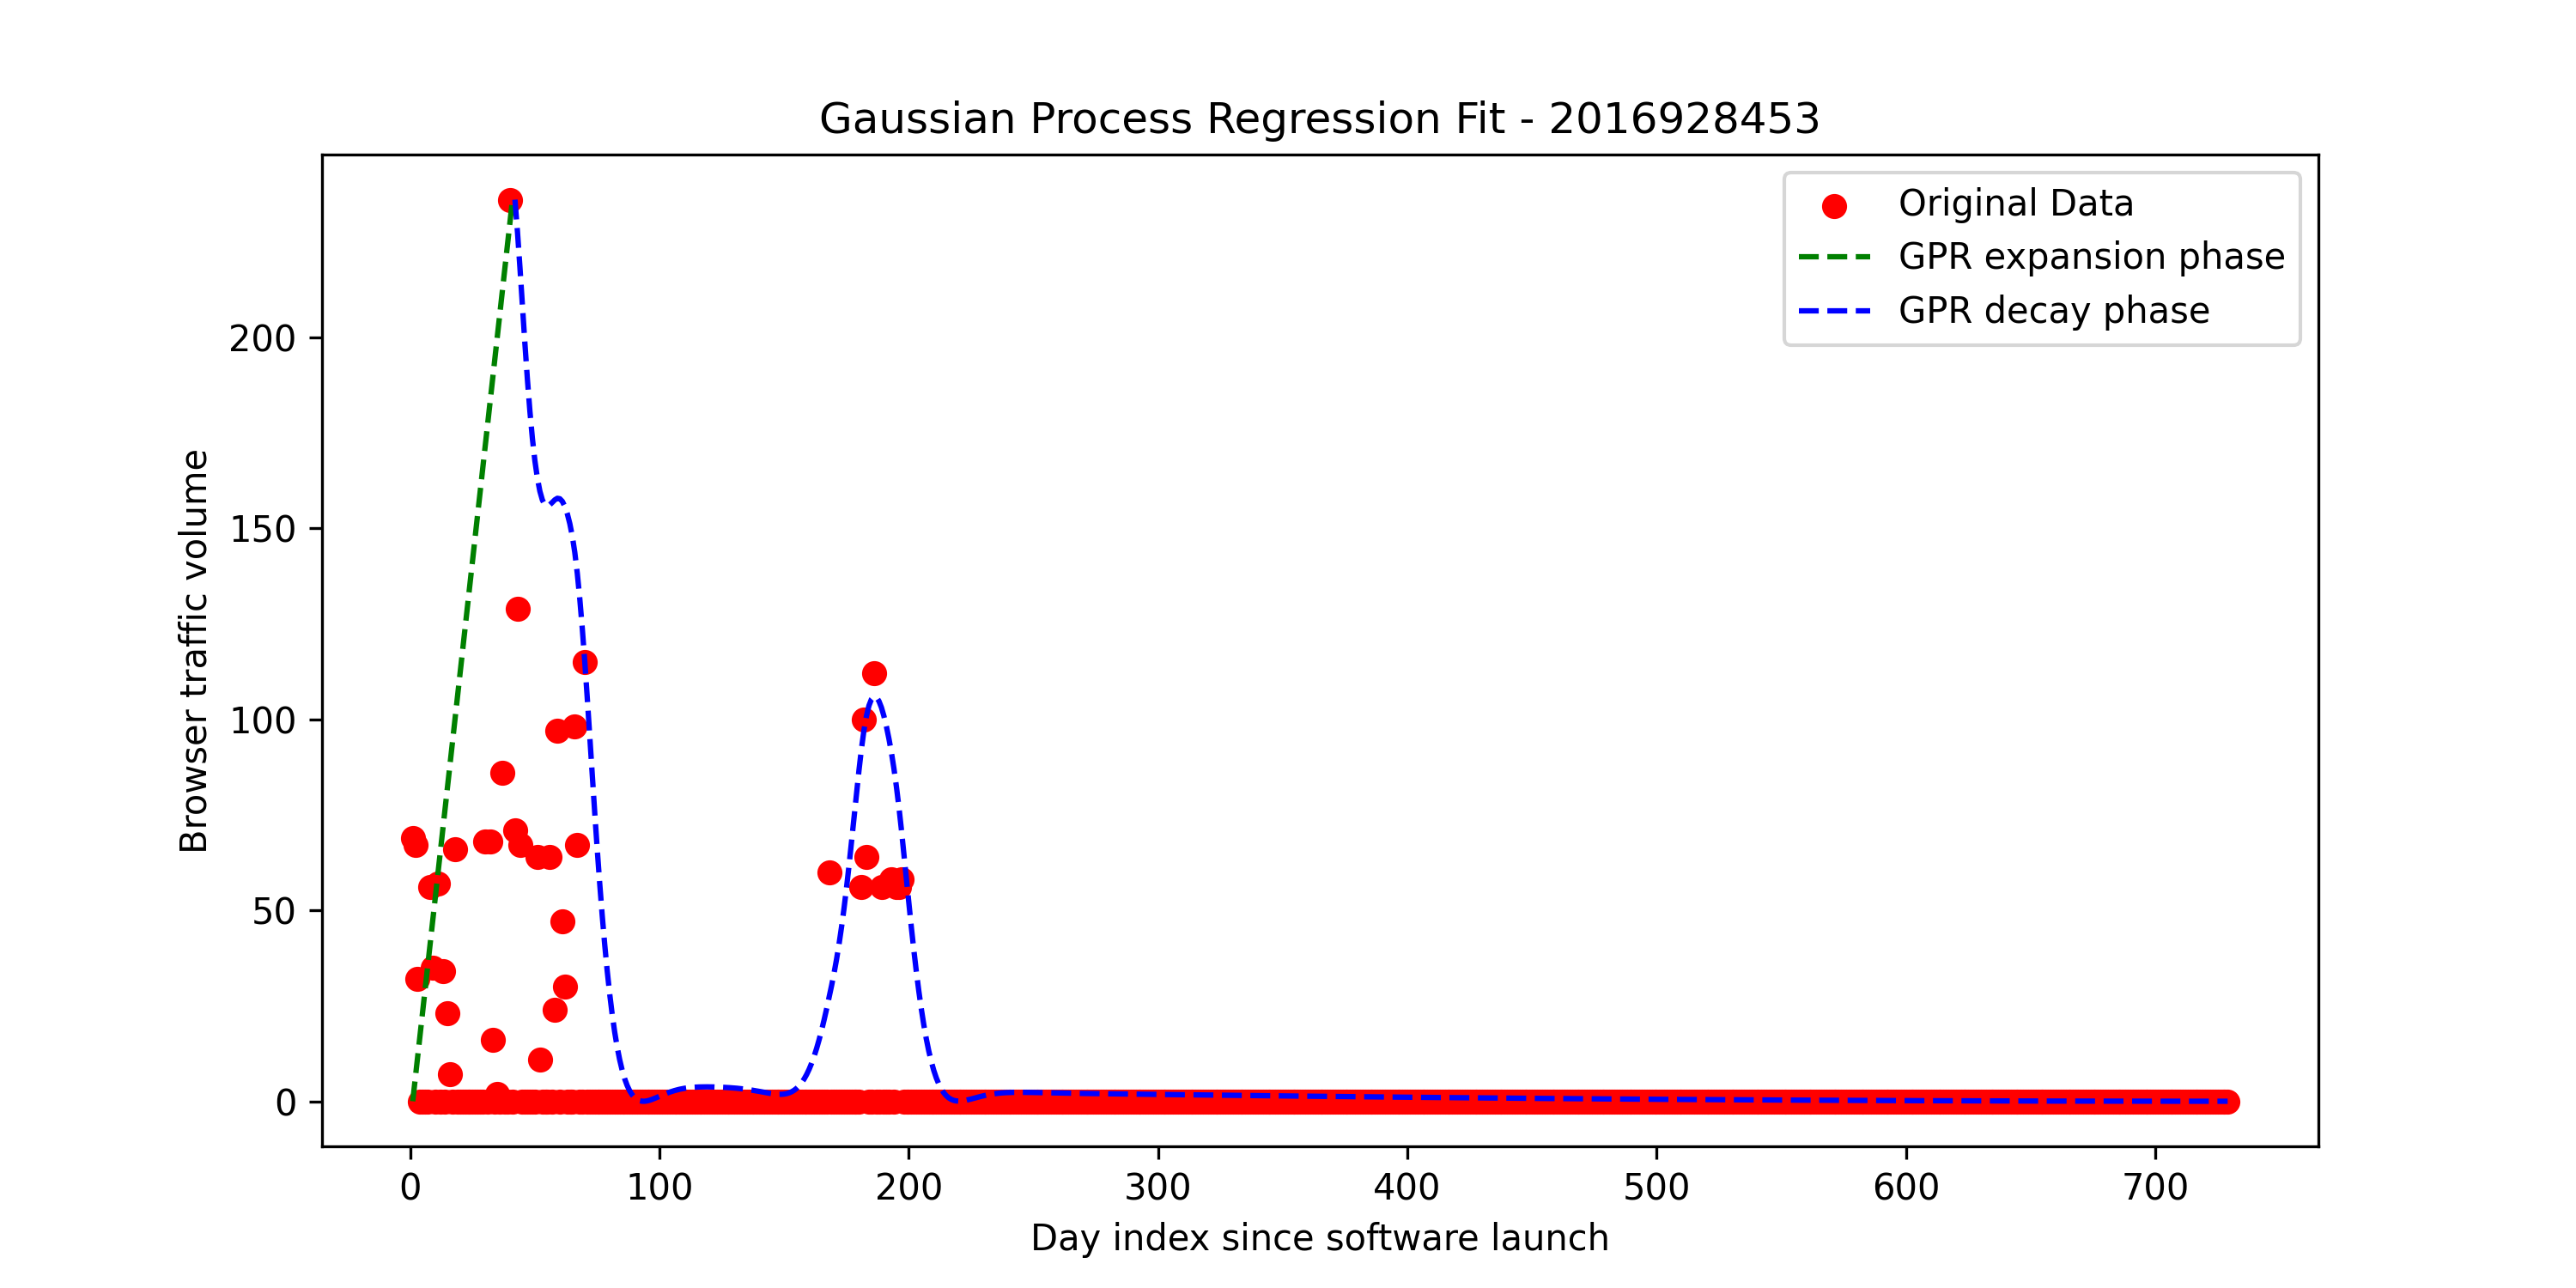 Gaussian Process Regression Fit - 2016928453
Original Data
GPR expansion phase
GPR decay phase
Browser traffic volume
200
150
100
50
0
0 100 200 300 400 500 600 700
Day index since software launch